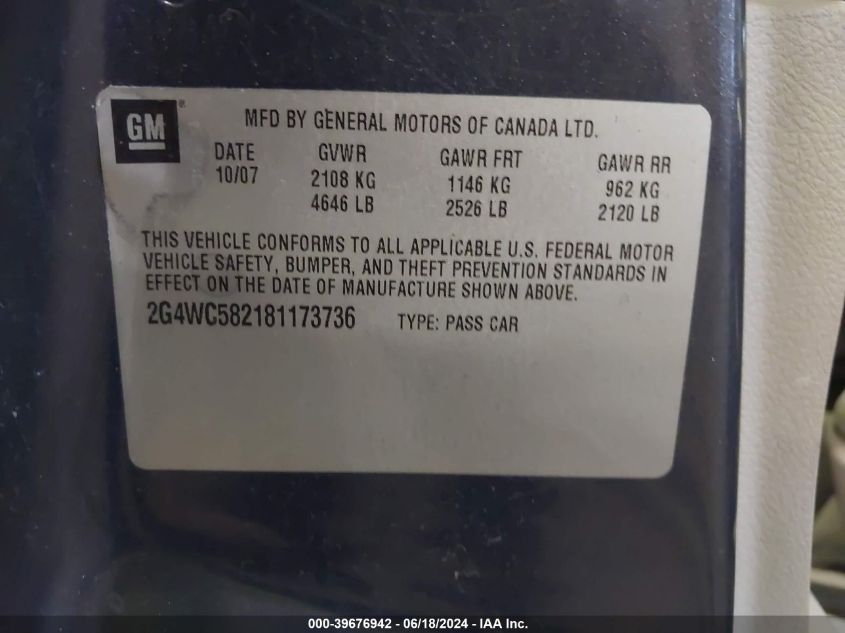 GM®
MFD BY GENERAL MOTORS OF CANADA LTD.
DATE GVWR GAWR FRT GAWR RR
10/07 2108 KG 1146 KG 962 KG
4646 LB 2526 LB 2120 LB
THIS VEHICLE CONFORMS TO ALL APPLICABLE U.S. FEDERAL MOTOR
VEHICLE SAFETY, BUMPER, AND THEFT PREVENTION STANDARDS IN
EFFECT ON THE DATE OF MANUFACTURE SHOWN ABOVE.
2G4WC582181173736 TYPE: PASS CAR
000-39676942 - 06/18/2024 - IAA Inc.